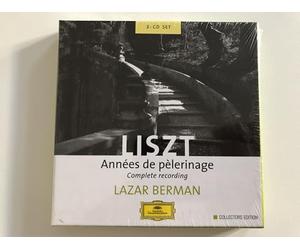 3-CD SET
LISZT
Années de pèlerinage
Complete recording
LAZAR BERMAN
COLLECTORS EDITION